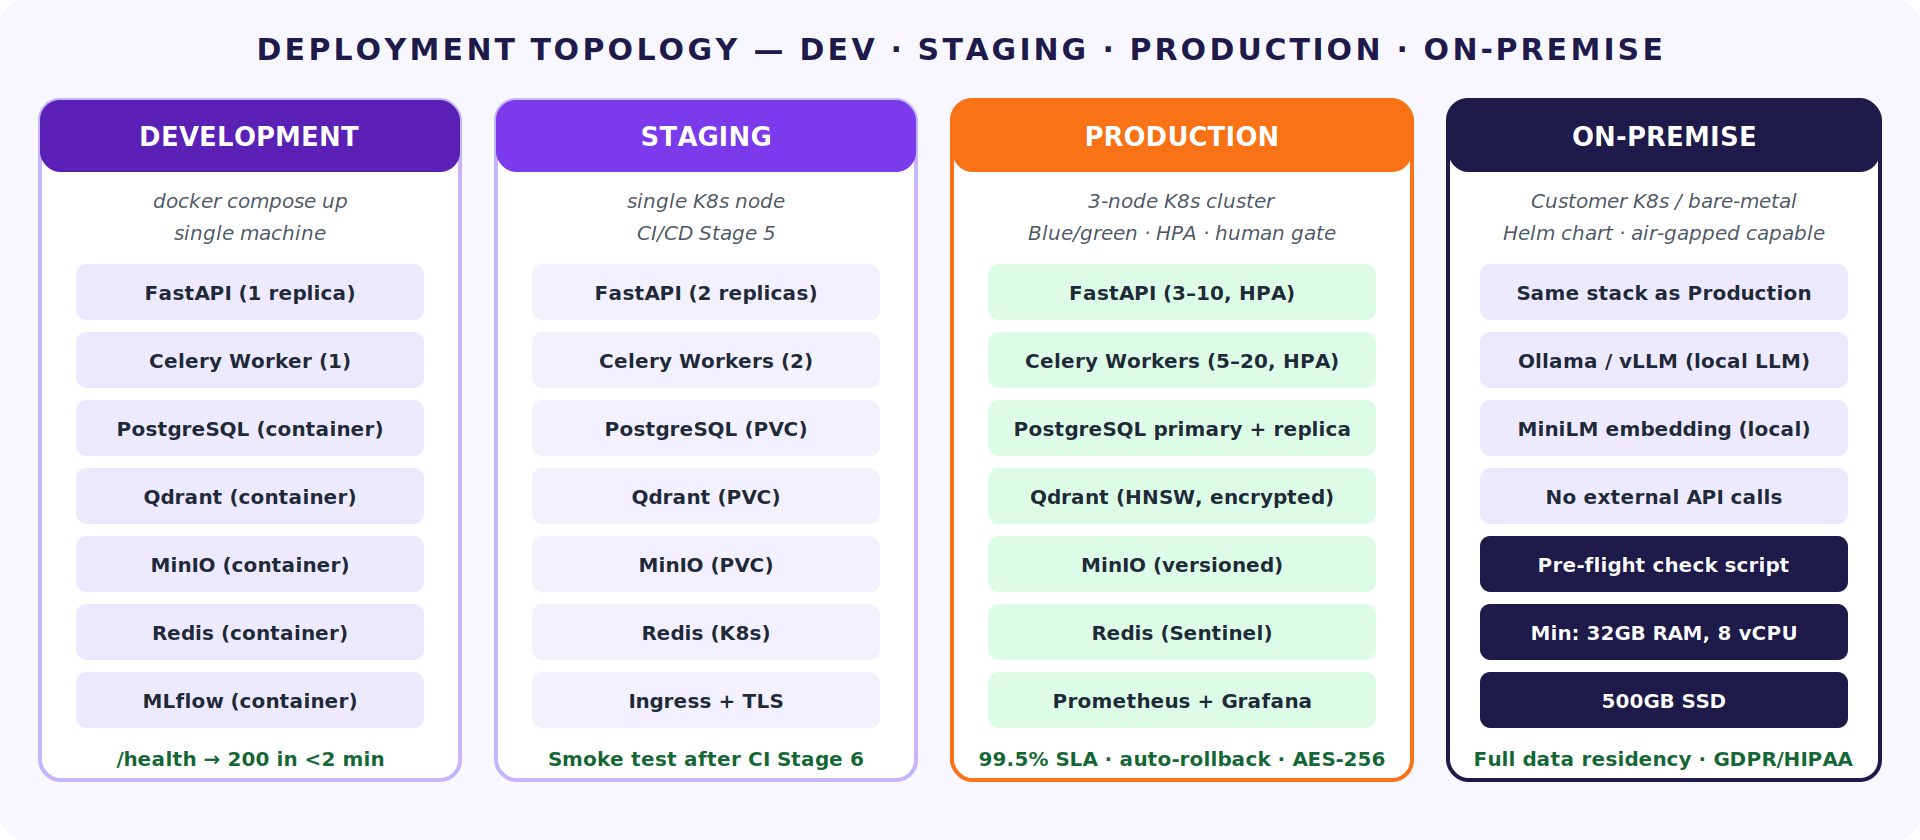 DEPLOYMENT TOPOLOGY — DEV · STAGING · PRODUCTION · ON-PREMISE
DEVELOPMENT
docker compose up
single machine
FastAPI (1 replica)
Celery Worker (1)
PostgreSQL (container)
Qdrant (container)
MinIO (container)
Redis (container)
MLflow (container)
/health → 200 in <2 min
STAGING
single K8s node
CI/CD Stage 5
FastAPI (2 replicas)
Celery Workers (2)
PostgreSQL (PVC)
Qdrant (PVC)
MinIO (PVC)
Redis (K8s)
Ingress + TLS
Smoke test after CI Stage 6
PRODUCTION
3-node K8s cluster
Blue/green · HPA · human gate
FastAPI (3–10, HPA)
Celery Workers (5–20, HPA)
PostgreSQL primary + replica
Qdrant (HNSW, encrypted)
MinIO (versioned)
Redis (Sentinel)
Prometheus + Grafana
99.5% SLA · auto-rollback · AES-256
ON-PREMISE
Customer K8s / bare-metal
Helm chart · air-gapped capable
Same stack as Production
Ollama / vLLM (local LLM)
MiniLM embedding (local)
No external API calls
Pre-flight check script
Min: 32GB RAM, 8 vCPU
500GB SSD
Full data residency · GDPR/HIPAA